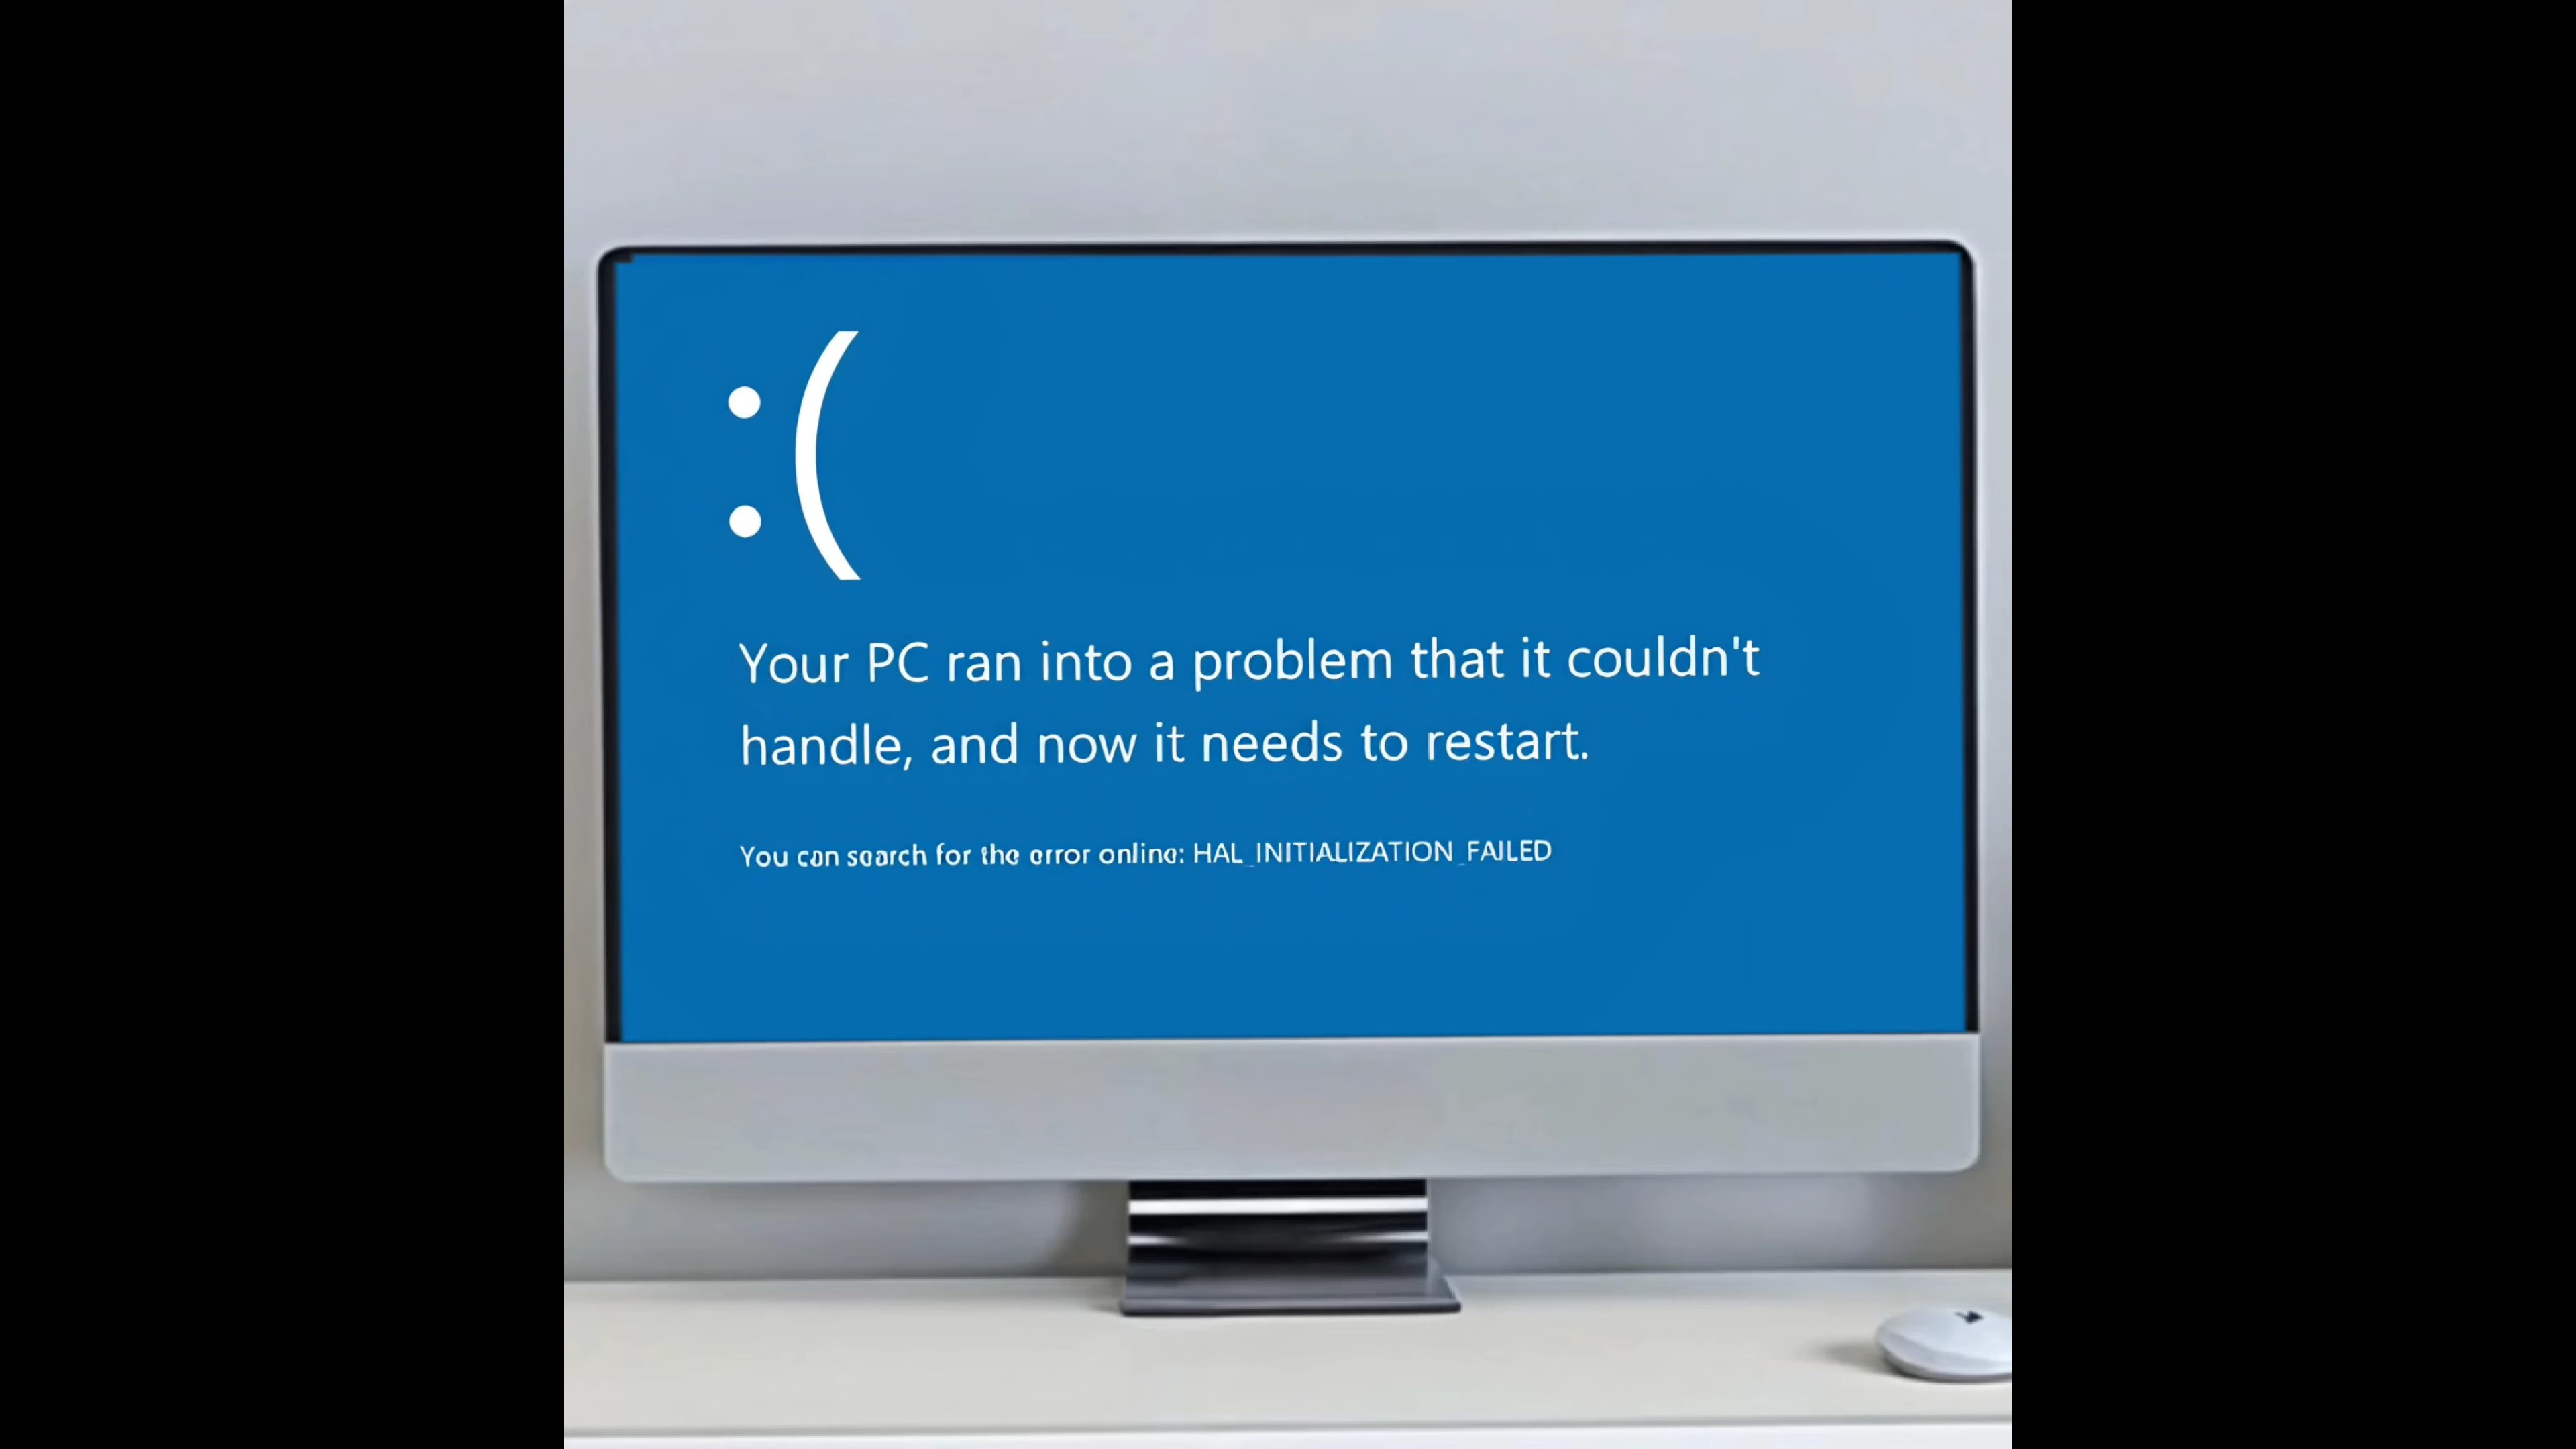 :(
Your PC ran into a problem that it couldn't
handle, and now it needs to restart.
You can search for the error online: HAL_INITIALIZATION_FAILED